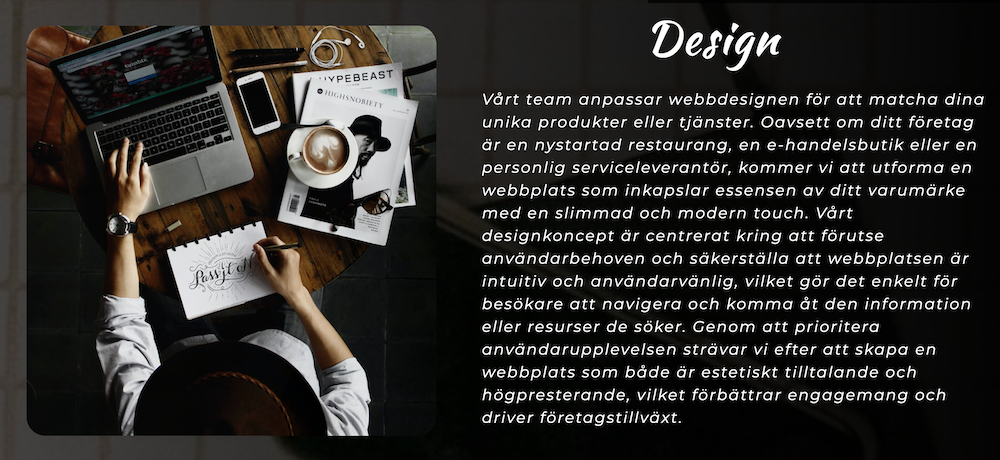 Design
Vårt team anpassar webbdesignen för att matcha dina
unika produkter eller tjänster. Oavsett om ditt företag
är en nystartad restaurang, en e-handelsbutik eller en
personlig serviceleverantör, kommer vi att utforma en
webbplats som inkapslar essensen av ditt varumärke
med en slimmad och modern touch. Vårt
designkoncept är centrerat kring att förutse
användarbehoven och säkerställa att webbplatsen är
intuitiv och användarvänlig, vilket gör det enkelt för
besökare att navigera och komma åt den information
eller resurser de söker. Genom att prioritera
användarupplevelsen strävar vi efter att skapa en
webbplats som både är estetiskt tilltalande och
högpresterande, vilket förbättrar engagemang och
driver företagstillväxt.
HYPEBEAST
HIGHSNOBIETY